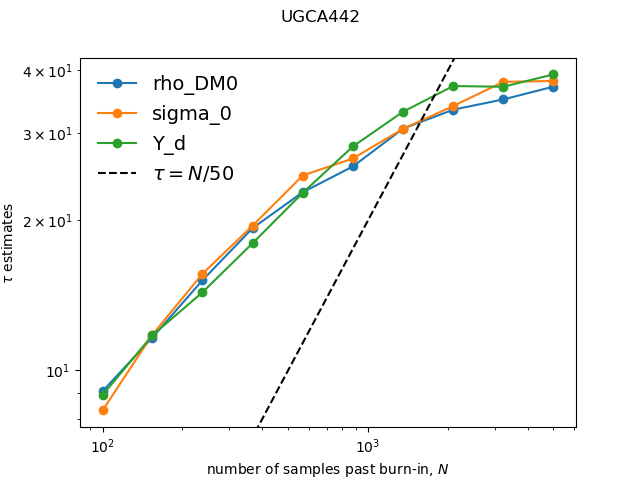 UGCA442
rho_DM0
sigma_0
Y_d
τ = N/50
4 × 10¹
3 × 10¹
2 × 10¹
10¹
τ estimates
10²
10³
number of samples past burn-in, N